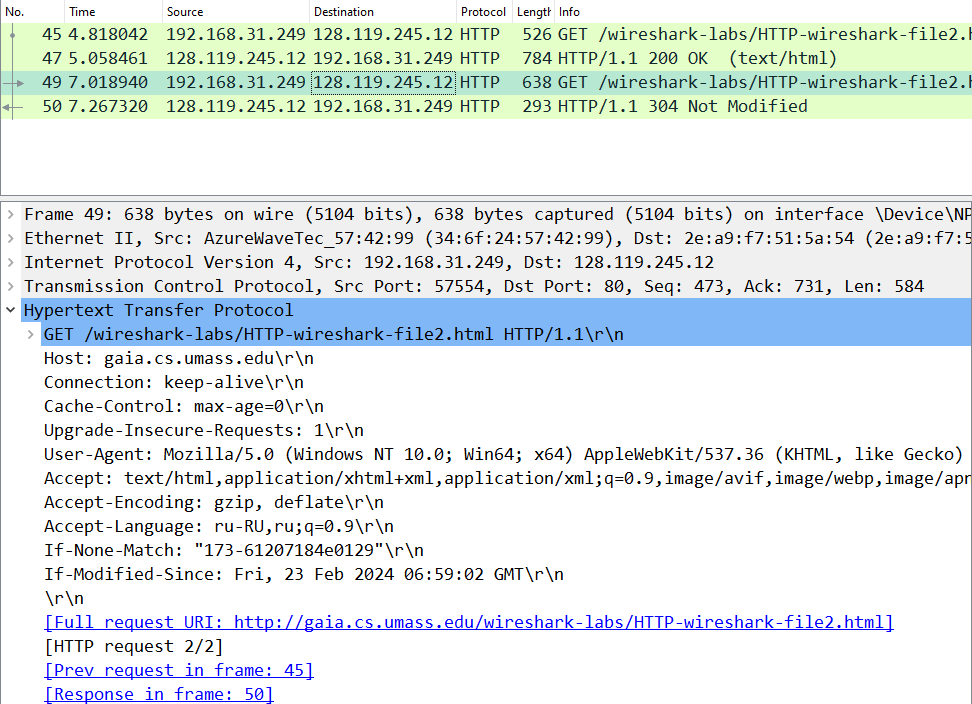 No. Time Source Destination Protocol Length Info
45 4.818042 192.168.31.249 128.119.245.12 HTTP 526 GET /wireshark-labs/HTTP-wireshark-file2.h
47 5.058461 128.119.245.12 192.168.31.249 HTTP 784 HTTP/1.1 200 OK (text/html)
49 7.018940 192.168.31.249 128.119.245.12 HTTP 638 GET /wireshark-labs/HTTP-wireshark-file2.h
50 7.267320 128.119.245.12 192.168.31.249 HTTP 293 HTTP/1.1 304 Not Modified
Frame 49: 638 bytes on wire (5104 bits), 638 bytes captured (5104 bits) on interface \Device\NP
Ethernet II, Src: AzureWaveTec_57:42:99 (34:6f:24:57:42:99), Dst: 2e:a9:f7:51:5a:54 (2e:a9:f7:5
Internet Protocol Version 4, Src: 192.168.31.249, Dst: 128.119.245.12
Transmission Control Protocol, Src Port: 57554, Dst Port: 80, Seq: 473, Ack: 731, Len: 584
Hypertext Transfer Protocol
GET /wireshark-labs/HTTP-wireshark-file2.html HTTP/1.1\r\n
Host: gaia.cs.umass.edu\r\n
Connection: keep-alive\r\n
Cache-Control: max-age=0\r\n
Upgrade-Insecure-Requests: 1\r\n
User-Agent: Mozilla/5.0 (Windows NT 10.0; Win64; x64) AppleWebKit/537.36 (KHTML, like Gecko)
Accept: text/html,application/xhtml+xml,application/xml;q=0.9,image/avif,image/webp,image/apn
Accept-Encoding: gzip, deflate\r\n
Accept-Language: ru-RU,ru;q=0.9\r\n
If-None-Match: "173-61207184e0129"\r\n
If-Modified-Since: Fri, 23 Feb 2024 06:59:02 GMT\r\n
\r\n
[Full request URI: http://gaia.cs.umass.edu/wireshark-labs/HTTP-wireshark-file2.html]
[HTTP request 2/2]
[Prev request in frame: 45]
[Response in frame: 50]